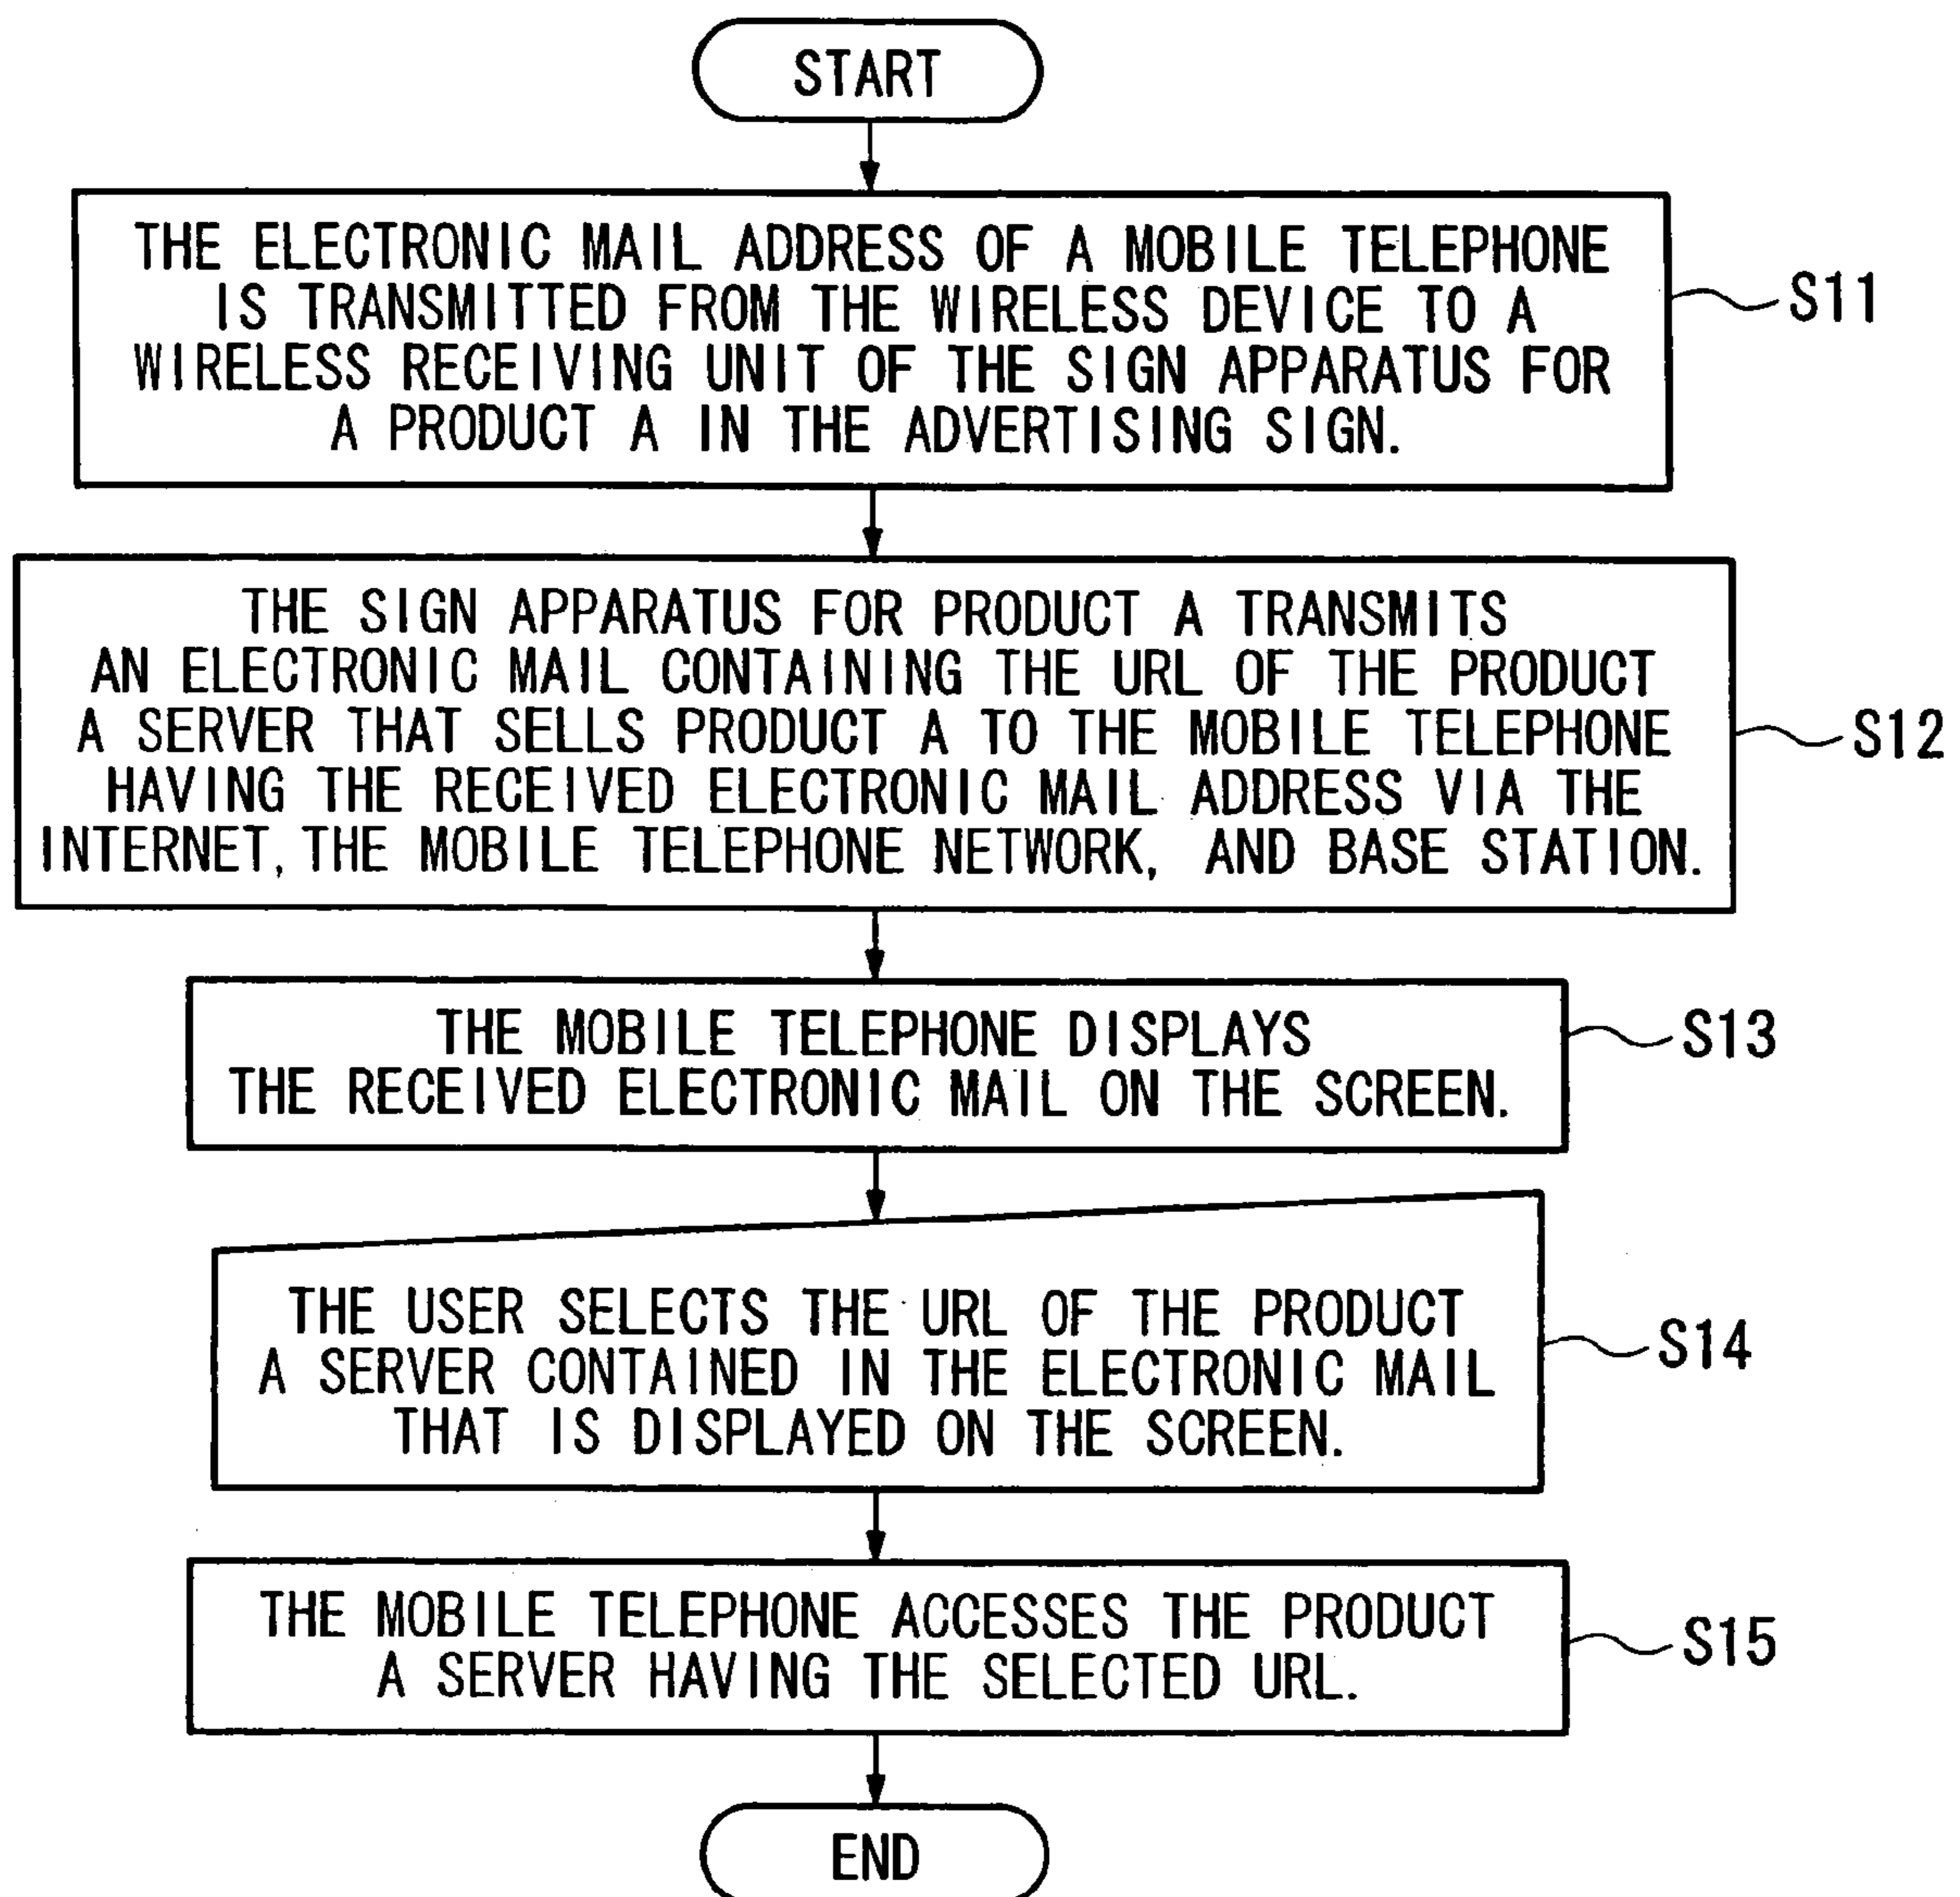 START
THE ELECTRONIC MAIL ADDRESS OF A MOBILE TELEPHONE
IS TRANSMITTED FROM THE WIRELESS DEVICE TO A
WIRELESS RECEIVING UNIT OF THE SIGN APPARATUS FOR
A PRODUCT A IN THE ADVERTISING SIGN.
S11
THE SIGN APPARATUS FOR PRODUCT A TRANSMITS
AN ELECTRONIC MAIL CONTAINING THE URL OF THE PRODUCT
A SERVER THAT SELLS PRODUCT A TO THE MOBILE TELEPHONE
HAVING THE RECEIVED ELECTRONIC MAIL ADDRESS VIA THE
INTERNET, THE MOBILE TELEPHONE NETWORK, AND BASE STATION.
S12
THE MOBILE TELEPHONE DISPLAYS
THE RECEIVED ELECTRONIC MAIL ON THE SCREEN.
S13
THE USER SELECTS THE URL OF THE PRODUCT
A SERVER CONTAINED IN THE ELECTRONIC MAIL
THAT IS DISPLAYED ON THE SCREEN.
S14
THE MOBILE TELEPHONE ACCESSES THE PRODUCT
A SERVER HAVING THE SELECTED URL.
S15
END